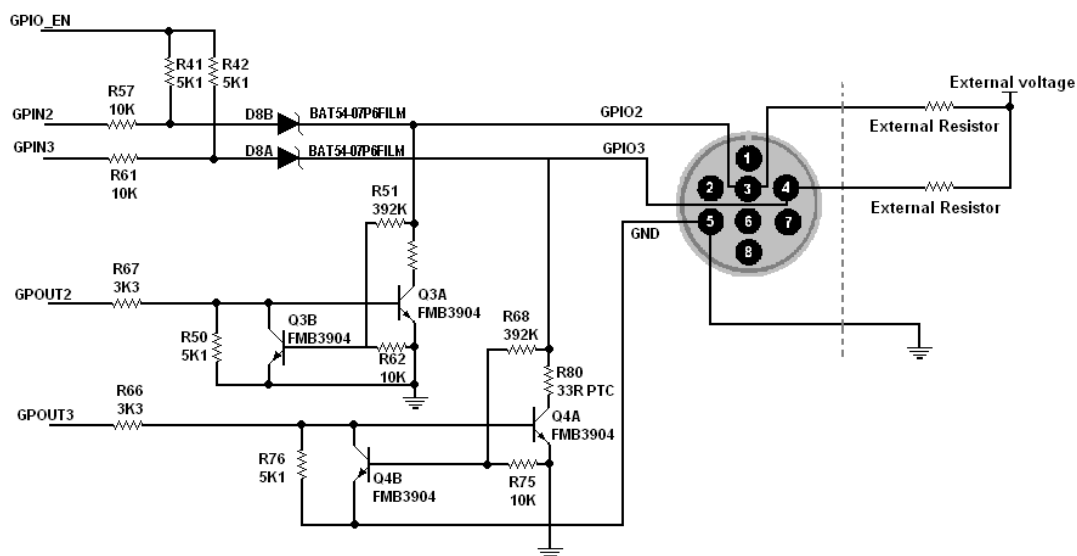 GPIO_EN
R41
5K1
R42
5K1
R57
10K
GPIN2
D8B
BAT54-07P6FILM
GPIO2
External voltage
External Resistor
GPIN3
D8A
BAT54-07P6FILM
GPIO3
R61
10K
1
2
3
4
5
6
7
8
External Resistor
GND
R51
392K
R67
3K3
GPOUT2
Q3A
FMB3904
R50
5K1
Q3B
FMB3904
R62
10K
R68
392K
R80
33R PTC
R66
3K3
GPOUT3
Q4A
FMB3904
R76
5K1
Q4B
FMB3904
R75
10K